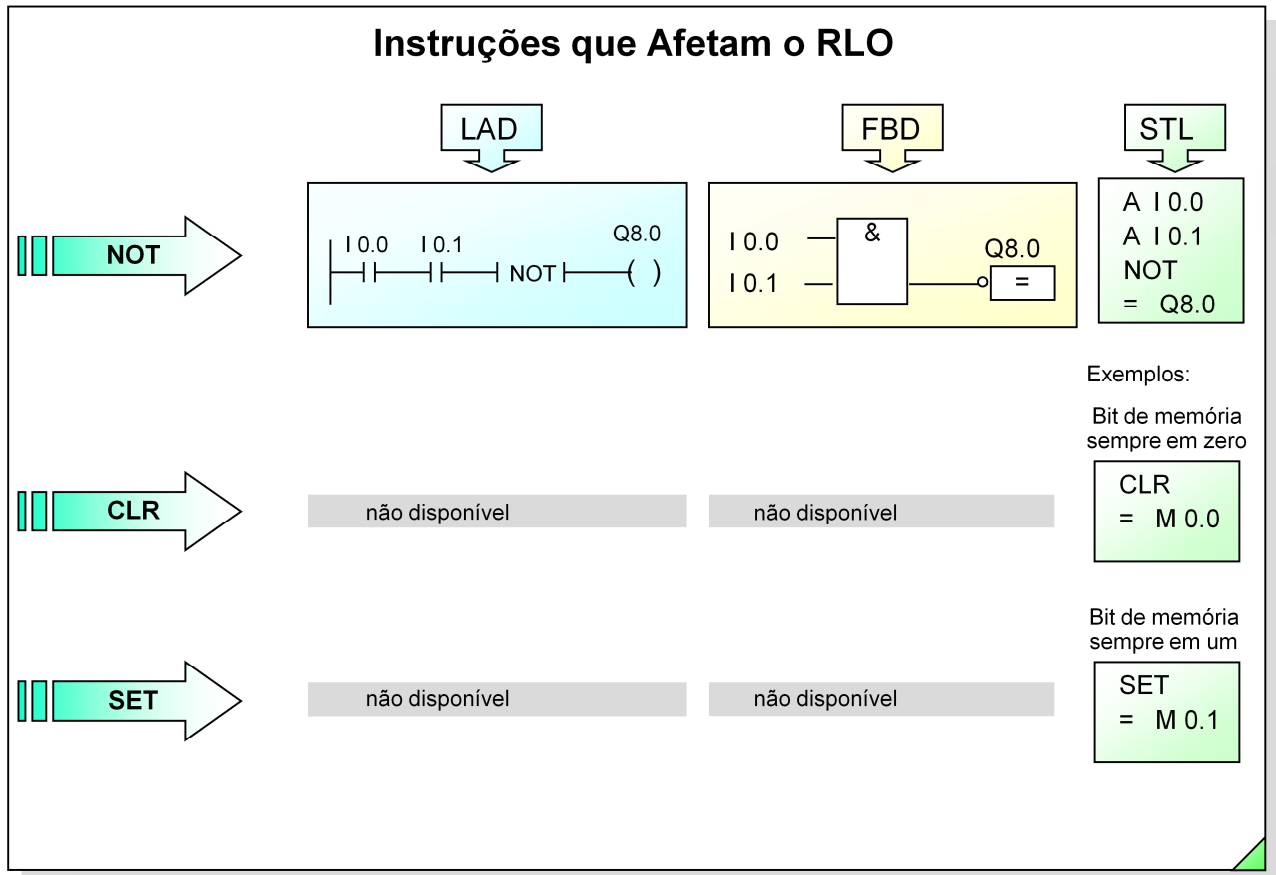 Instruções que Afetam o RLO
LAD
FBD
STL
NOT
I 0.0
I 0.1
NOT
Q8.0
( )
I 0.0
I 0.1
&
Q8.0
=
A I 0.0
A I 0.1
NOT
= Q8.0
Exemplos:
Bit de memória
sempre em zero
CLR
não disponível
não disponível
CLR
= M 0.0
Bit de memória
sempre em um
SET
não disponível
não disponível
SET
= M 0.1